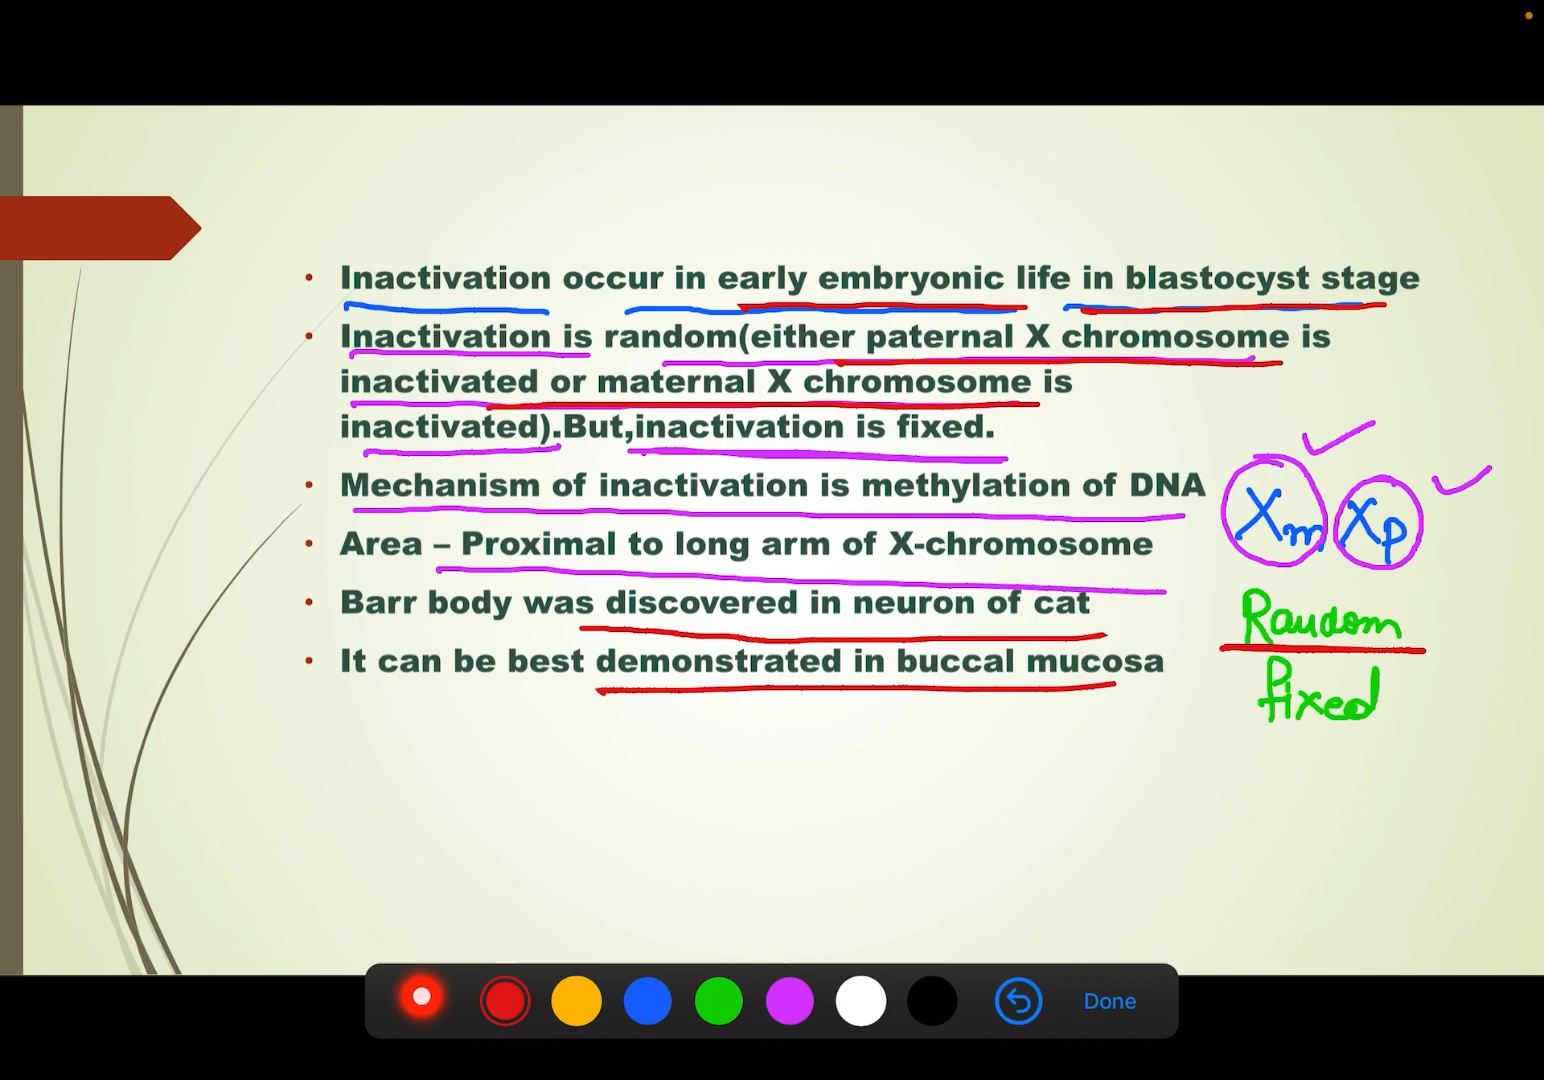 • Inactivation occur in early embryonic life in blastocyst stage
• Inactivation is random(either paternal X chromosome is
inactivated or maternal X chromosome is
inactivated).But,inactivation is fixed.
• Mechanism of inactivation is methylation of DNA
• Area – Proximal to long arm of X-chromosome
• Barr body was discovered in neuron of cat
• It can be best demonstrated in buccal mucosa
Xm Xp
Random
fixed
Done